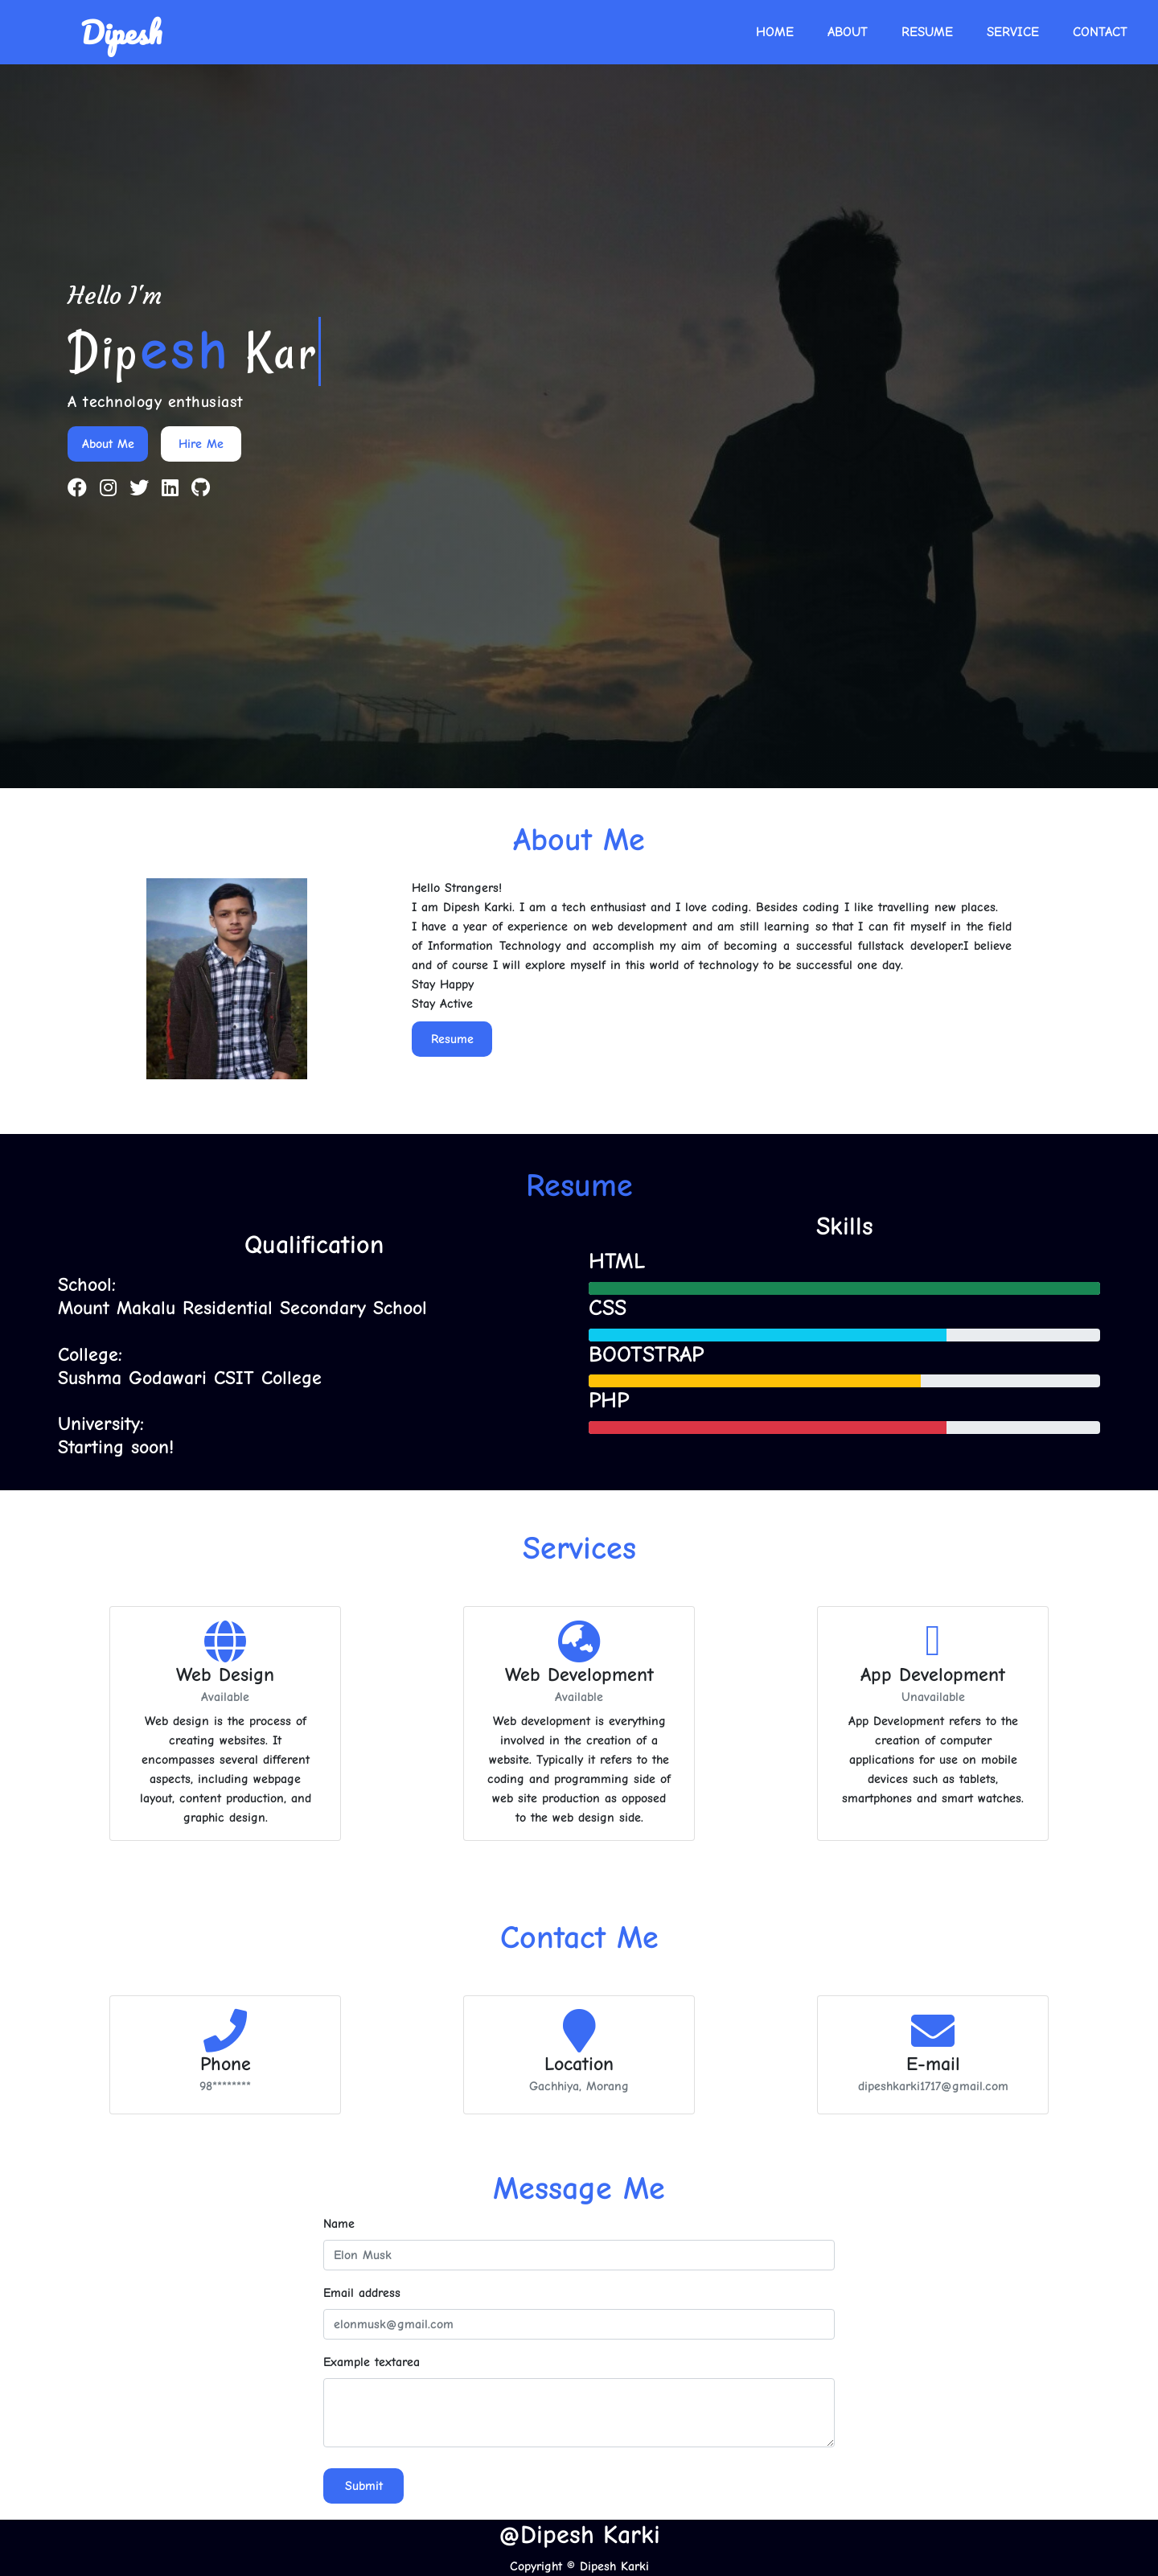 Dipesh
HOME ABOUT RESUME SERVICE CONTACT
Hello I'm
Dipesh Kar
A technology enthusiast
About Me Hire Me
About Me
Hello Strangers!
I am Dipesh Karki. I am a tech enthusiast and I love coding. Besides coding I like travelling new places.
I have a year of experience on web development and am still learning so that I can fit myself in the field
of Information Technology and accomplish my aim of becoming a successful fullstack developer.I believe
and of course I will explore myself in this world of technology to be successful one day.
Stay Happy
Stay Active
Resume
Resume
Qualification
School:
Mount Makalu Residential Secondary School
College:
Sushma Godawari CSIT College
University:
Starting soon!
Skills
HTML
CSS
BOOTSTRAP
PHP
Services
Web Design
Available
Web design is the process of
creating websites. It
encompasses several different
aspects, including webpage
layout, content production, and
graphic design.
Web Development
Available
Web development is everything
involved in the creation of a
website. Typically it refers to the
coding and programming side of
web site production as opposed
to the web design side.
App Development
Unavailable
App Development refers to the
creation of computer
applications for use on mobile
devices such as tablets,
smartphones and smart watches.
Contact Me
Phone
98********
Location
Gachhiya, Morang
E-mail
dipeshkarki1717@gmail.com
Message Me
Name
Elon Musk
Email address
elonmusk@gmail.com
Example textarea
Submit
@Dipesh Karki
Copyright © Dipesh Karki